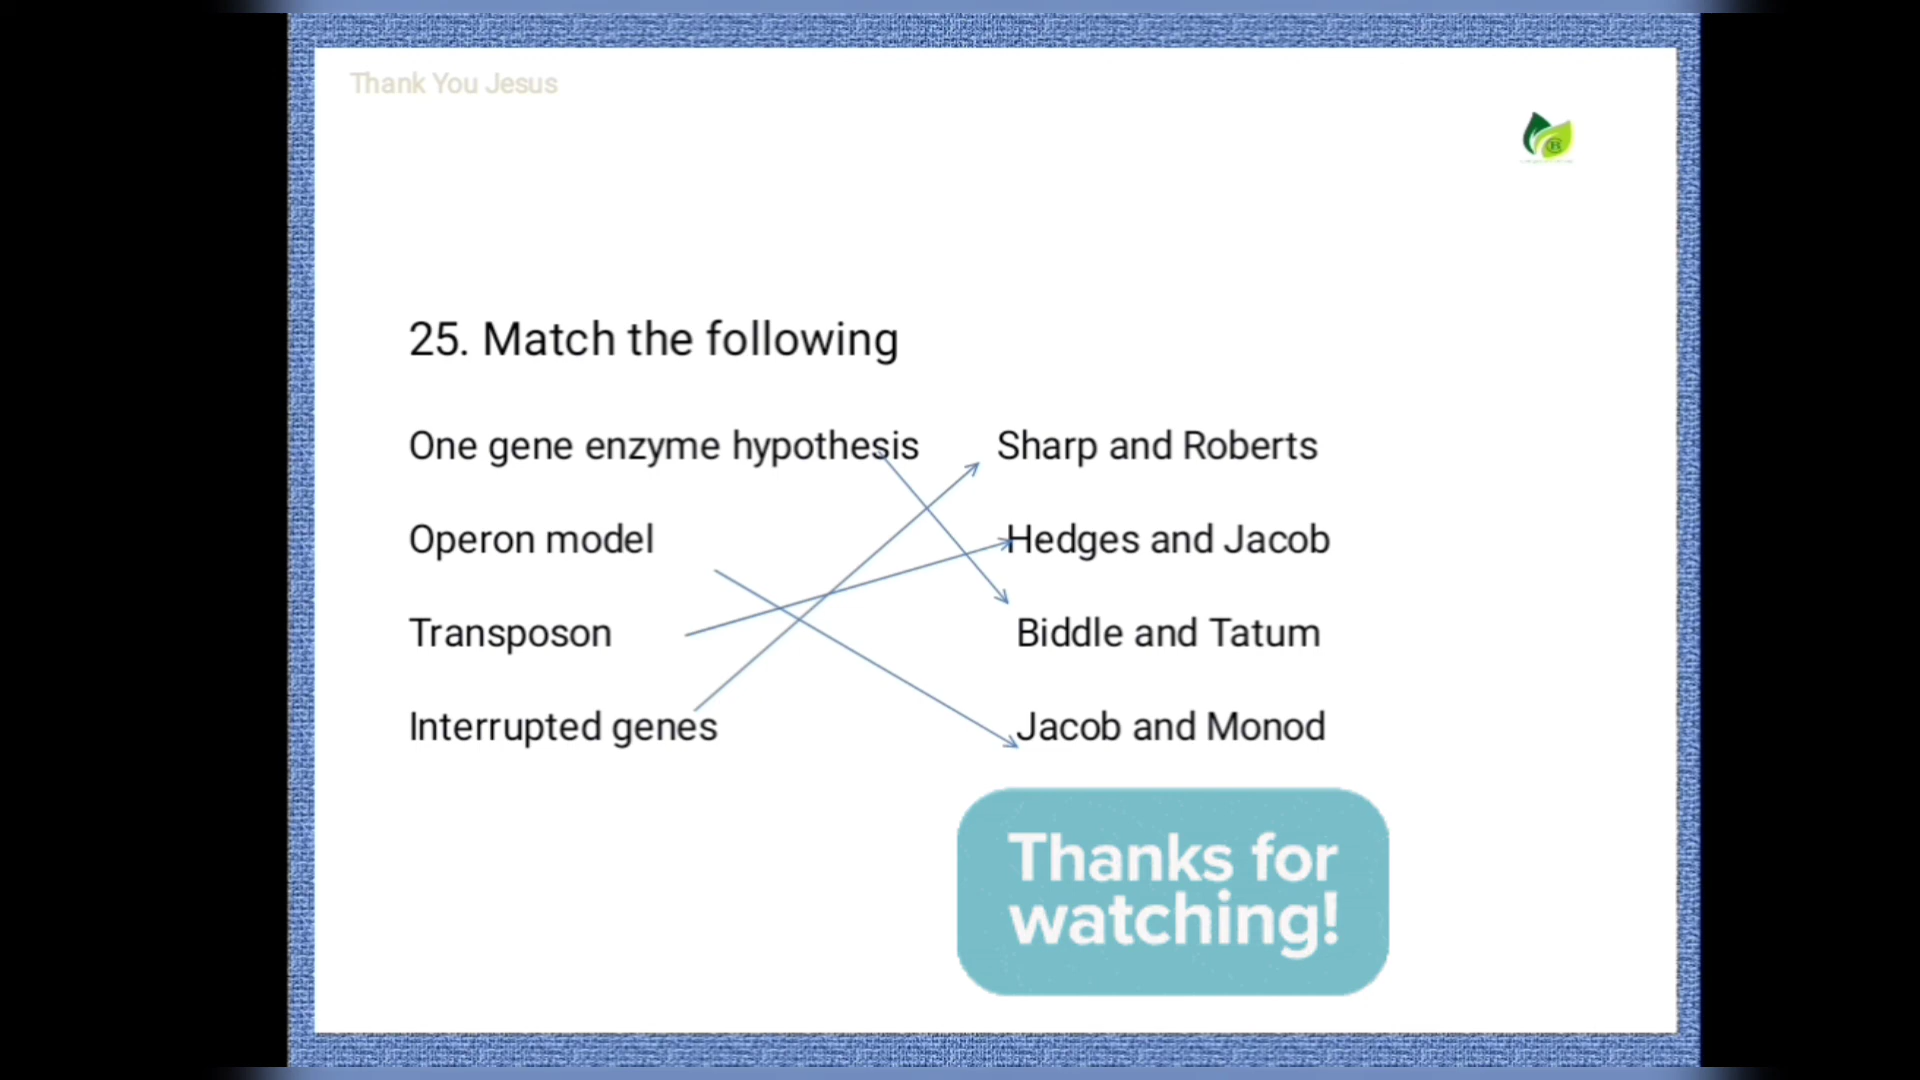 Thank You Jesus
25. Match the following
One gene enzyme hypothesis Sharp and Roberts
Operon model Hedges and Jacob
Transposon Biddle and Tatum
Interrupted genes Jacob and Monod
Thanks for
watching!